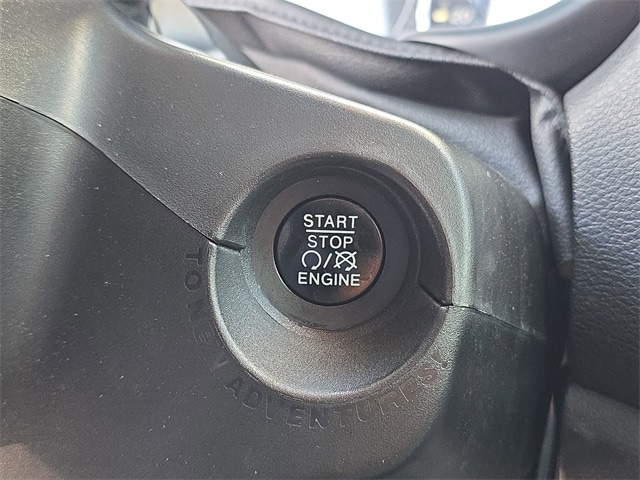 START
STOP
ENGINE
TO NEW ADVENTURES!